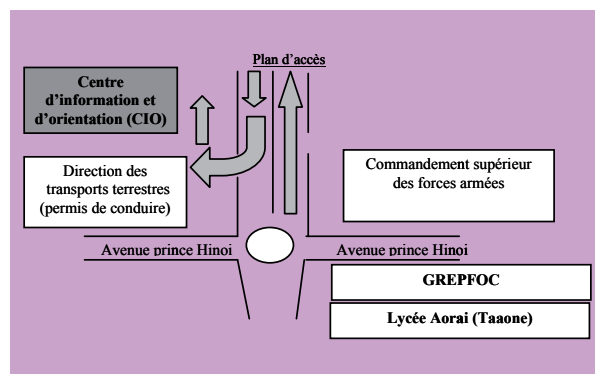 Plan d'accès
Centre
d'information et
d'orientation (CIO)
Direction des
transports terrestres
(permis de conduire)
Commandement supérieur
des forces armées
Avenue prince Hinoi
Avenue prince Hinoi
GREPFOC
Lycée Aorai (Taaone)